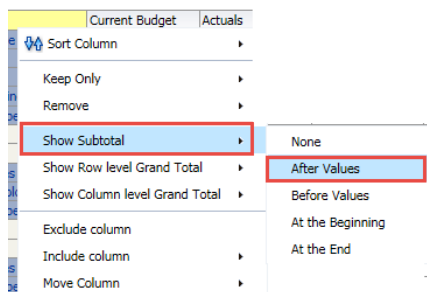 Current Budget Actuals
Sort Column
Keep Only
Remove
Show Subtotal
Show Row level Grand Total
Show Column level Grand Total
Exclude column
Include column
Move Column
None
After Values
Before Values
At the Beginning
At the End